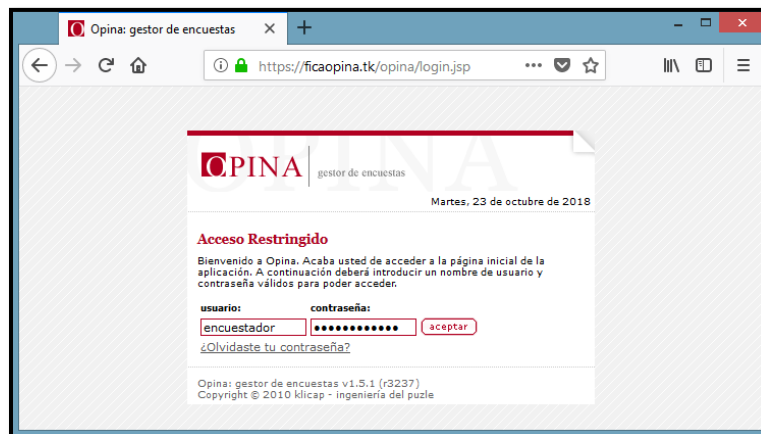 Opina: gestor de encuestas
https://ficaopina.tk/opina/login.jsp
OPINA
OPINA gestor de encuestas
Martes, 23 de octubre de 2018
Acceso Restringido
Bienvenido a Opina. Acaba usted de acceder a la página inicial de la
aplicación. A continuación deberá introducir un nombre de usuario y
contraseña válidos para poder acceder.
usuario: contraseña:
encuestador •••••••••••• aceptar
¿Olvidaste tu contraseña?
Opina: gestor de encuestas v1.5.1 (r3237)
Copyright © 2010 klicap - ingeniería del puzle